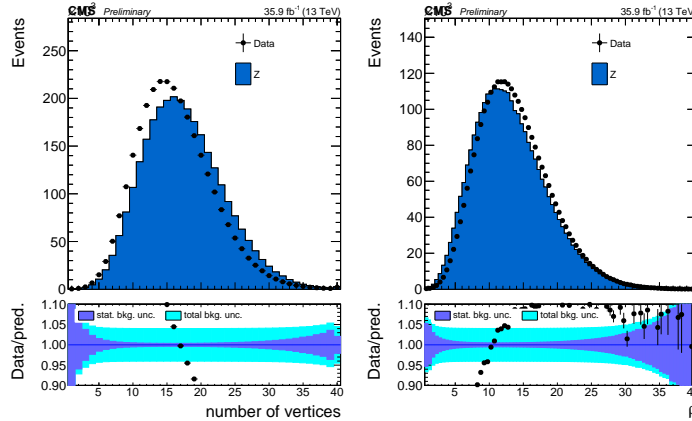 CMS Preliminary 35.9 fb⁻¹ (13 TeV)
Events
Data
Z
250
200
150
100
50
0
stat. bkg. unc. total bkg. unc.
Data/pred.
1.10
1.05
1.00
0.95
0.90
5 10 15 20 25 30 35 40
number of vertices
CMS Preliminary 35.9 fb⁻¹ (13 TeV)
Events
Data
Z
140
120
100
80
60
40
20
0
stat. bkg. unc. total bkg. unc.
Data/pred.
1.10
1.05
1.00
0.95
0.90
0 5 10 15 20 25 30 35 40